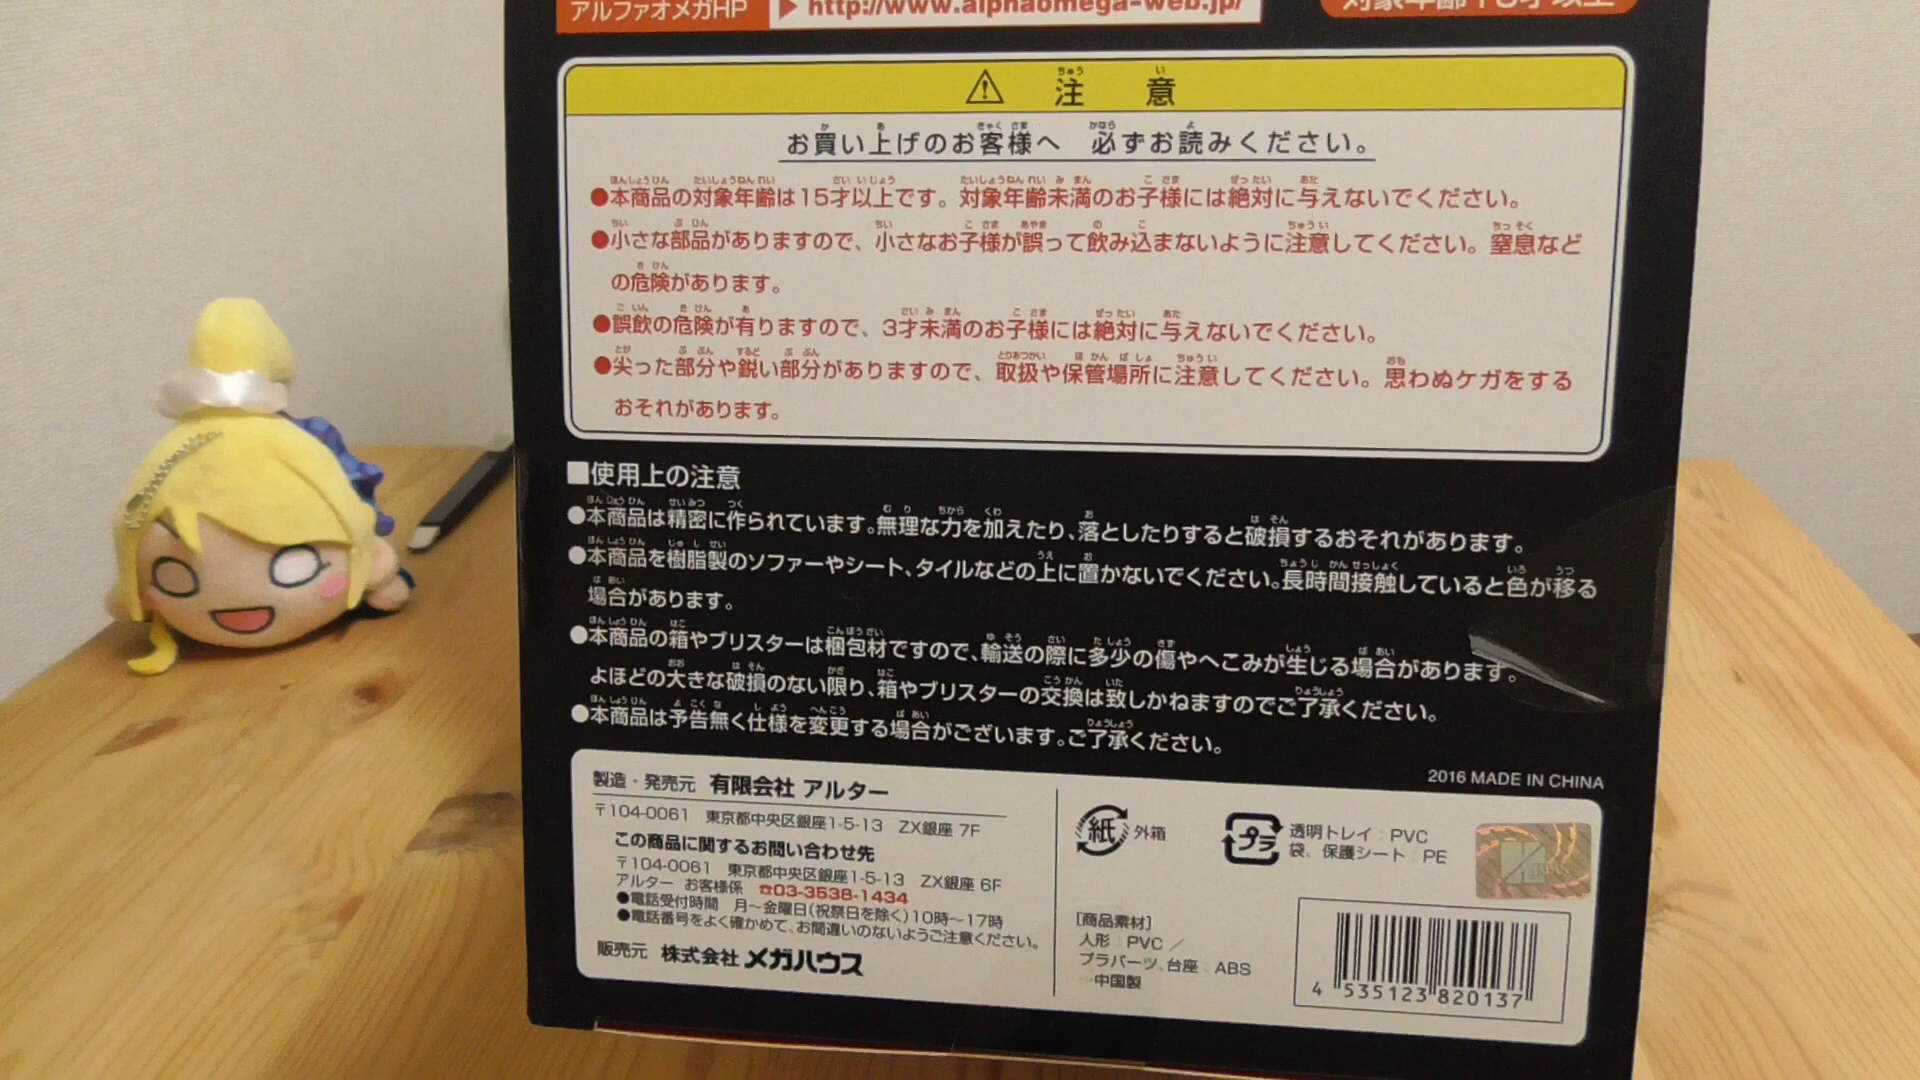 アルファオメガHP ▶ http://www.alphaomega-web.jp/
対象年齢15才以上
⚠ 注意
お買い上げのお客様へ 必ずお読みください。
●本商品の対象年齢は15才以上です。対象年齢未満のお子様には絶対に与えないでください。
●小さな部品がありますので、小さなお子様が誤って飲み込まないように注意してください。窒息など
の危険があります。
●誤飲の危険が有りますので、3才未満のお子様には絶対に与えないでください。
●尖った部分や鋭い部分がありますので、取扱や保管場所に注意してください。思わぬケガをする
おそれがあります。
■使用上の注意
●本商品は精密に作られています。無理な力を加えたり、落としたりすると破損するおそれがあります。
●本商品を樹脂製のソファーやシート、タイルなどの上に置かないでください。長時間接触していると色が移る
場合があります。
●本商品の箱やブリスターは梱包材ですので、輸送の際に多少の傷やへこみが生じる場合があります。
よほどの大きな破損のない限り、箱やブリスターの交換は致しかねますのでご了承ください。
●本商品は予告無く仕様を変更する場合がございます。ご了承ください。
2016 MADE IN CHINA
製造・発売元 有限会社 アルター
〒104-0061 東京都中央区銀座1-5-13 ZX銀座 7F
この商品に関するお問い合わせ先
〒104-0061 東京都中央区銀座1-5-13 ZX銀座 6F
アルター お客様係 ☎03-3538-1434
●電話受付時間 月～金曜日(祝祭日を除く)10時～17時
●電話番号をよく確かめて、お間違いのないようご注意ください。
販売元 株式会社 メガハウス
紙 外箱
プラ 透明トレイ：PVC
袋、保護シート：PE
JAPAN
[商品素材]
人形：PVC／
プラパーツ、台座：ABS
中国製
4 535123 820137